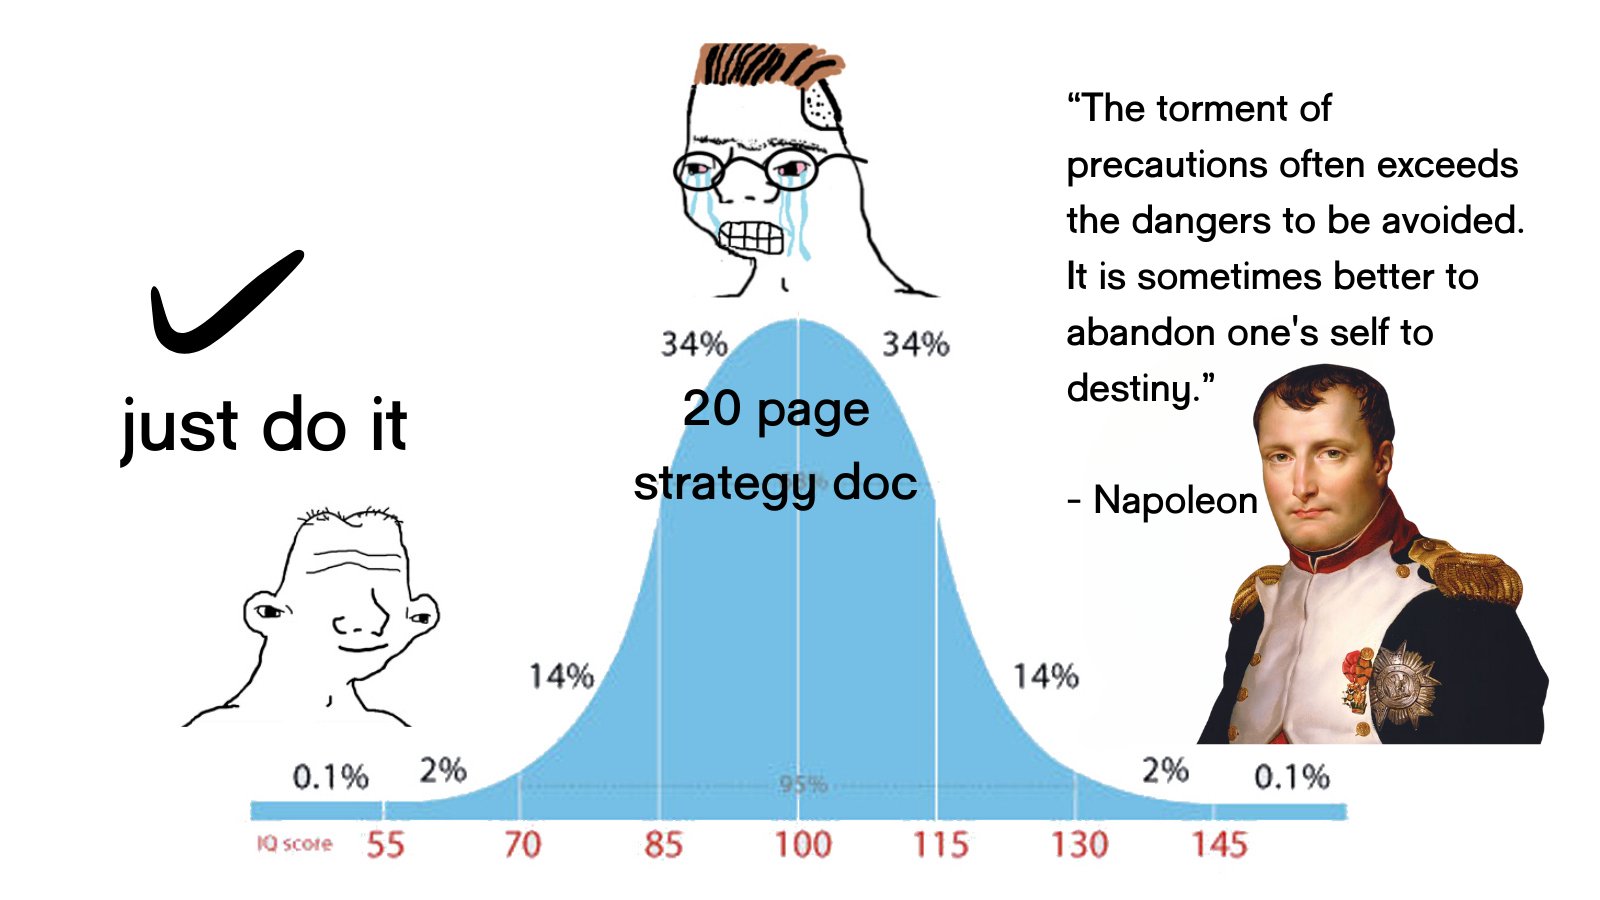 “The torment of
precautions often exceeds
the dangers to be avoided.
It is sometimes better to
abandon one's self to
destiny.”
- Napoleon
just do it
34%
34%
20 page
strategy doc
68%
14%
14%
0.1%
2%
95%
2%
0.1%
IQ score
55
70
85
100
115
130
145